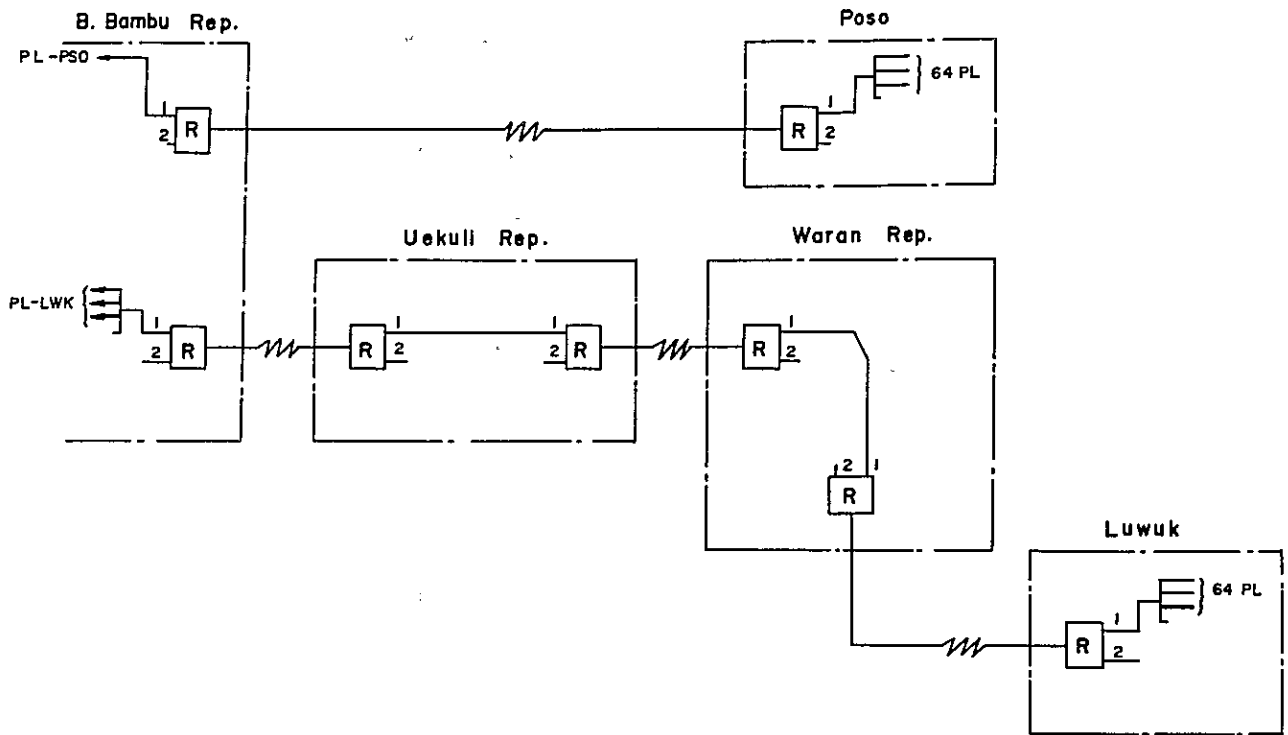 B. Bambu Rep.
PL-PSO
1
2
R
Poso
64 PL
1
2
R
Uekuli Rep.
Waran Rep.
PL-LWK
1
2
R
1
2
R
1
2
R
1
2
R
2 1
R
Luwuk
64 PL
1
2
R